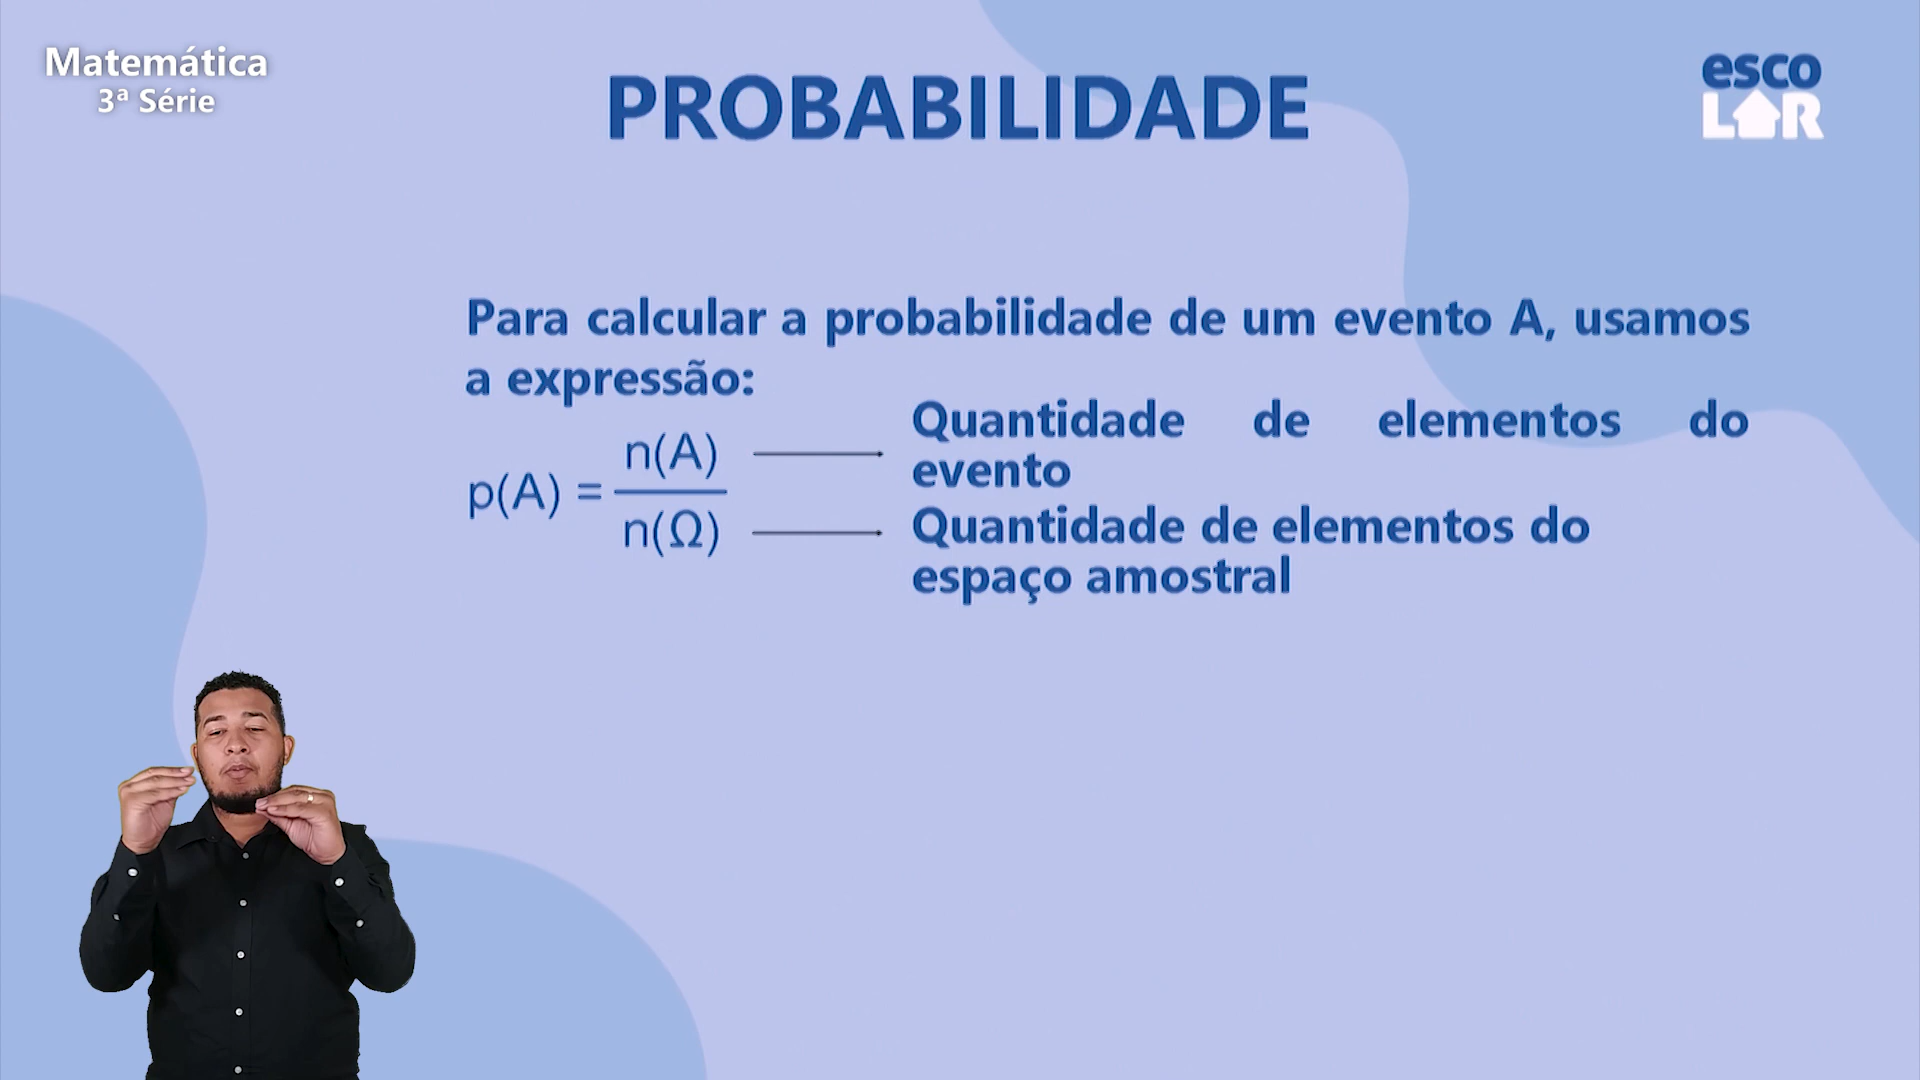 Matemática
3ª Série
PROBABILIDADE
esco
LAR
Para calcular a probabilidade de um evento A, usamos
a expressão:
p(A) = n(A)
n(Ω)
Quantidade de elementos do
evento
Quantidade de elementos do
espaço amostral